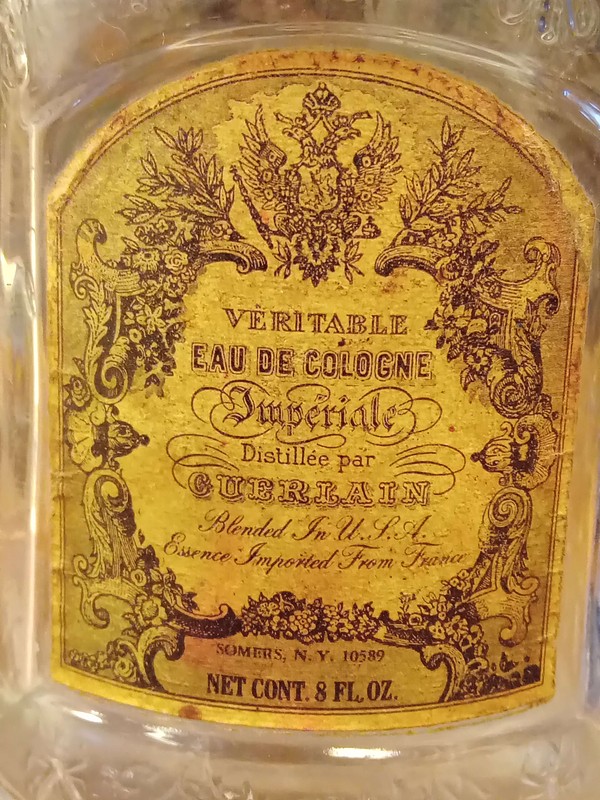 VÉRITABLE
EAU DE COLOGNE
Impériale
Distillée par
GUERLAIN
Blended In U.S.A.
Essence Imported From France
SOMERS, N.Y. 10589
NET CONT. 8 FL. OZ.